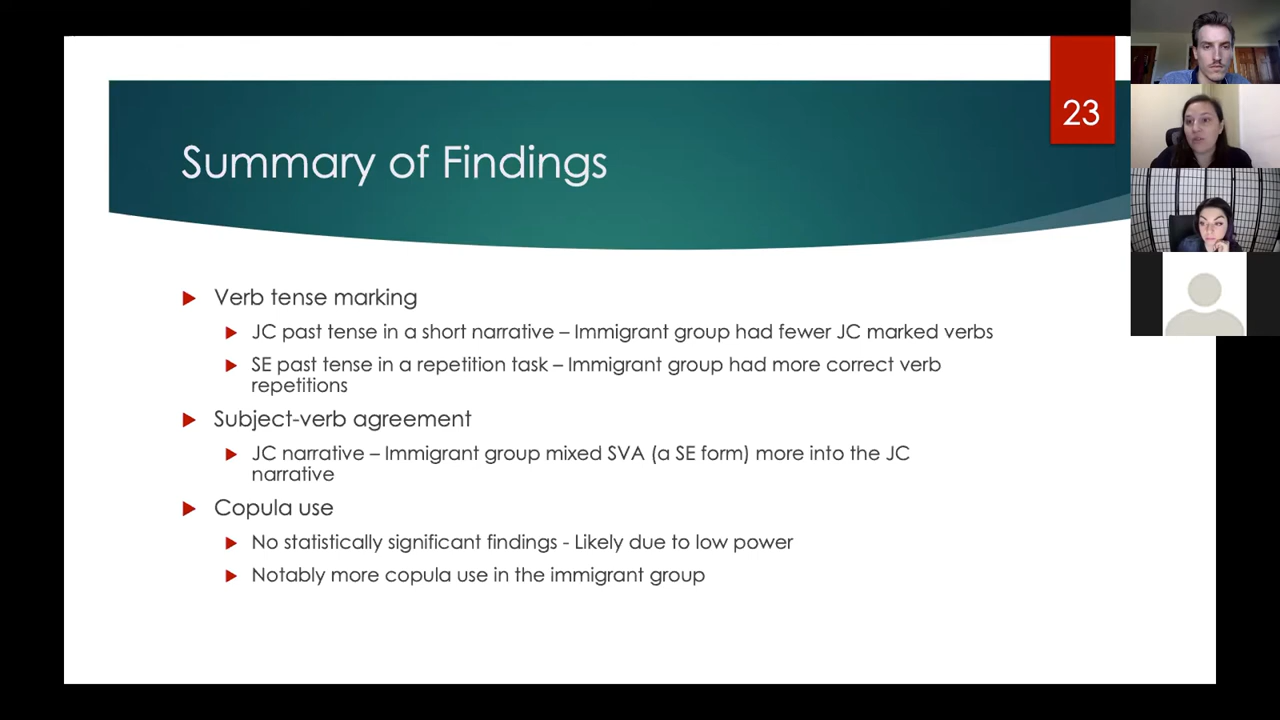 23
Summary of Findings
Verb tense marking
JC past tense in a short narrative – Immigrant group had fewer JC marked verbs
SE past tense in a repetition task – Immigrant group had more correct verb
repetitions
Subject-verb agreement
JC narrative – Immigrant group mixed SVA (a SE form) more into the JC
narrative
Copula use
No statistically significant findings - Likely due to low power
Notably more copula use in the immigrant group